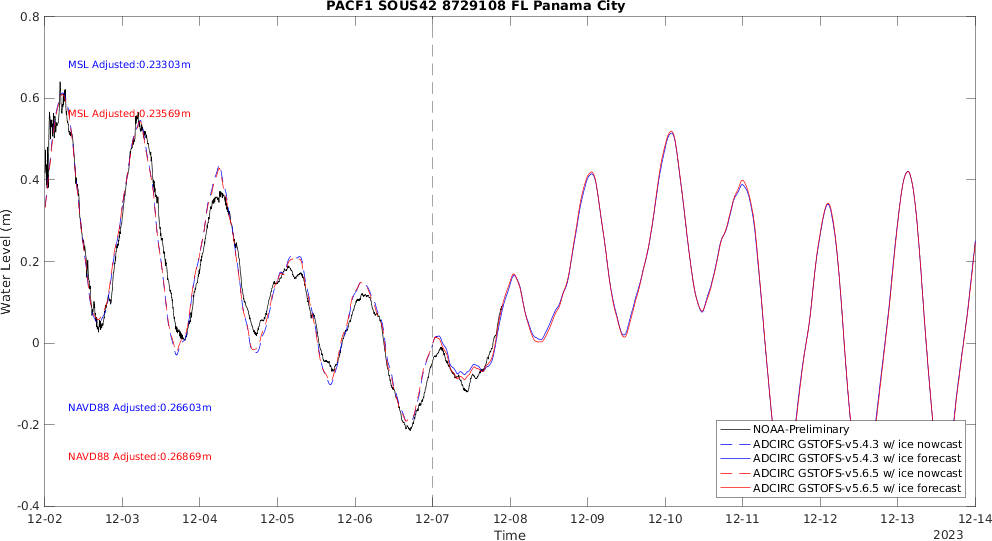 PACF1 SOUS42 8729108 FL Panama City
0.8
0.6
0.4
0.2
0
-0.2
-0.4
Water Level (m)
MSL Adjusted:0.23303m
MSL Adjusted:0.23569m
NAVD88 Adjusted:0.26603m
NAVD88 Adjusted:0.26869m
NOAA-Preliminary
ADCIRC GSTOFS-v5.4.3 w/ ice nowcast
ADCIRC GSTOFS-v5.4.3 w/ ice forecast
ADCIRC GSTOFS-v5.6.5 w/ ice nowcast
ADCIRC GSTOFS-v5.6.5 w/ ice forecast
12-02 12-03 12-04 12-05 12-06 12-07 12-08 12-09 12-10 12-11 12-12 12-13 12-14
Time
2023